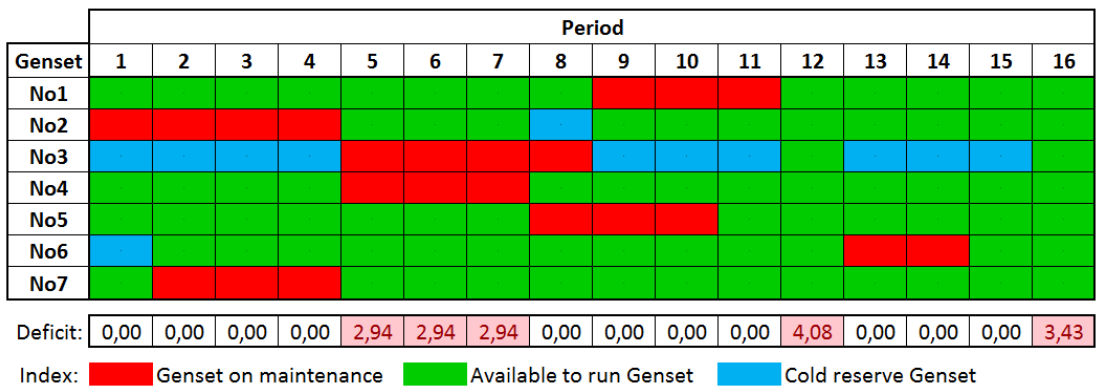 Period
Genset 1 2 3 4 5 6 7 8 9 10 11 12 13 14 15 16
No1
No2
No3
No4
No5
No6
No7
Deficit: 0,00 0,00 0,00 0,00 2,94 2,94 2,94 0,00 0,00 0,00 0,00 4,08 0,00 0,00 0,00 3,43
Index: Genset on maintenance Available to run Genset Cold reserve Genset